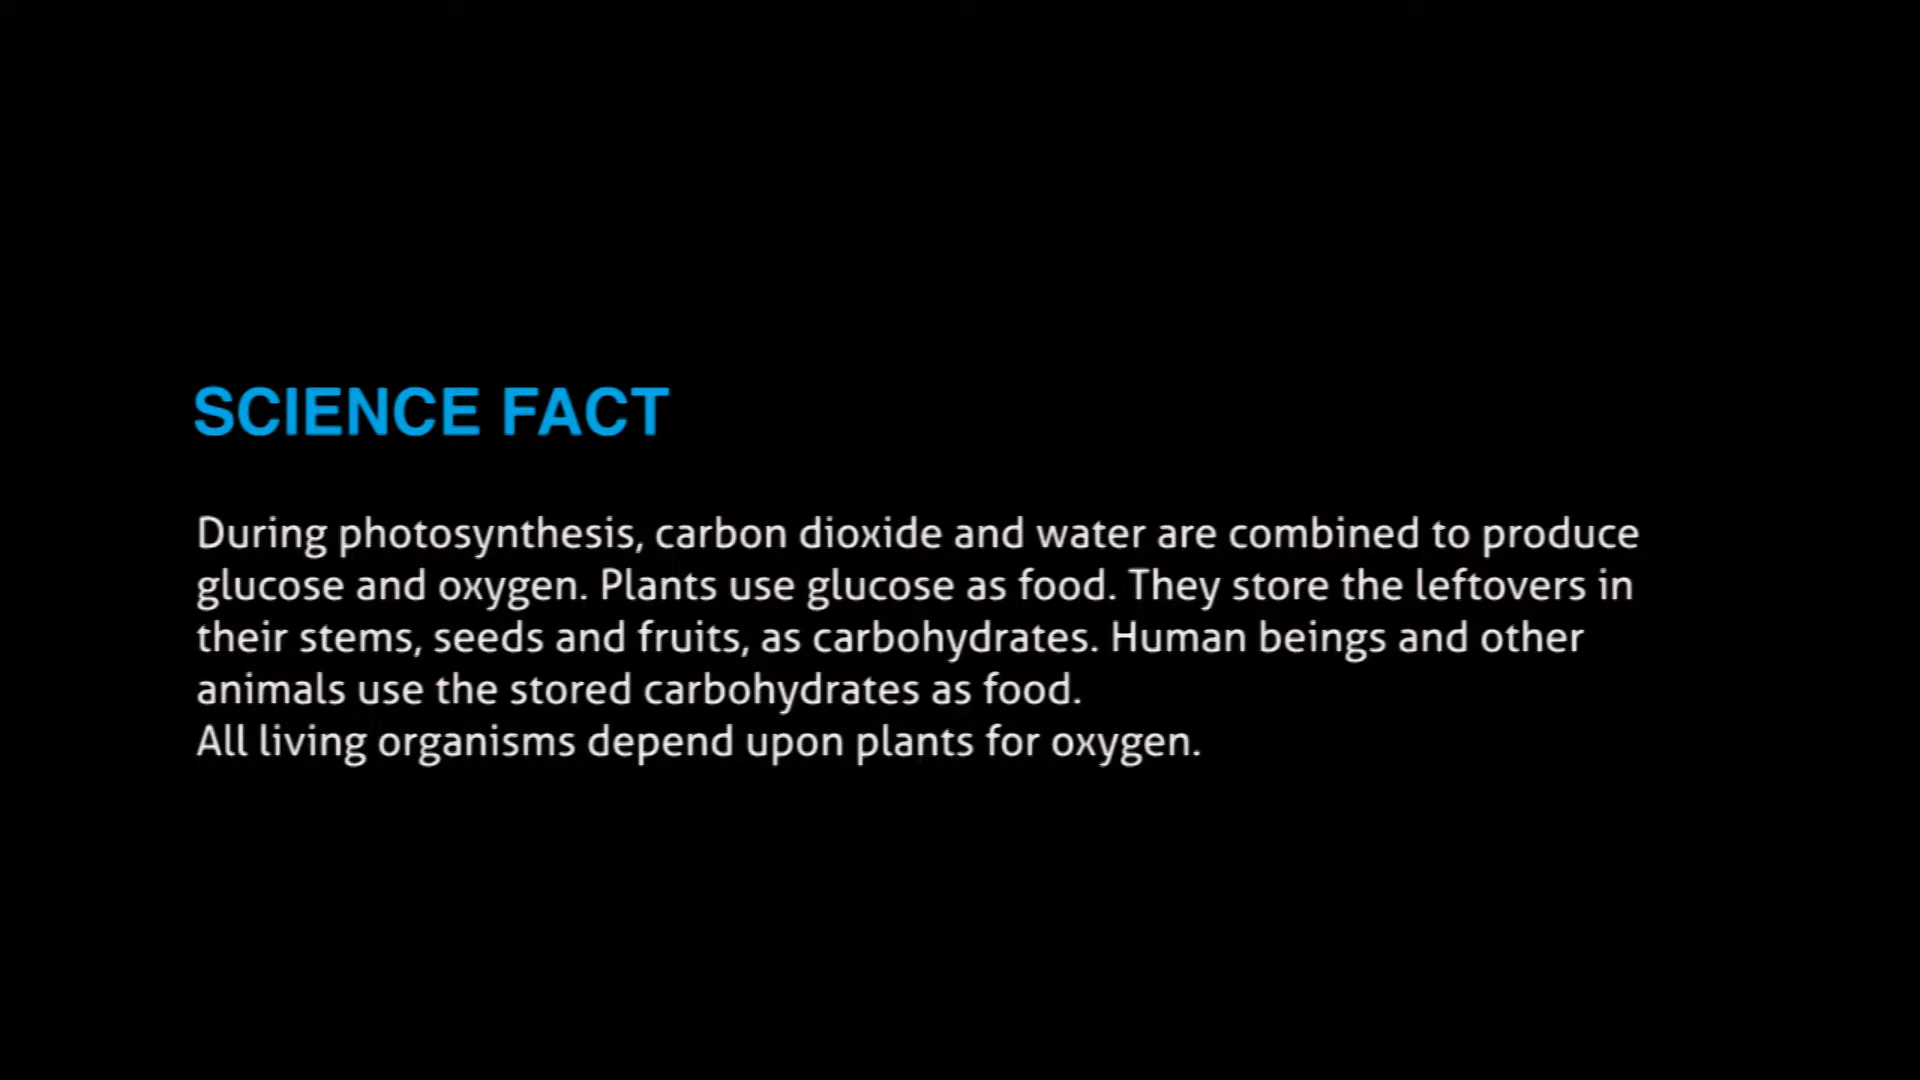 SCIENCE FACT
During photosynthesis, carbon dioxide and water are combined to produce
glucose and oxygen. Plants use glucose as food. They store the leftovers in
their stems, seeds and fruits, as carbohydrates. Human beings and other
animals use the stored carbohydrates as food.
All living organisms depend upon plants for oxygen.